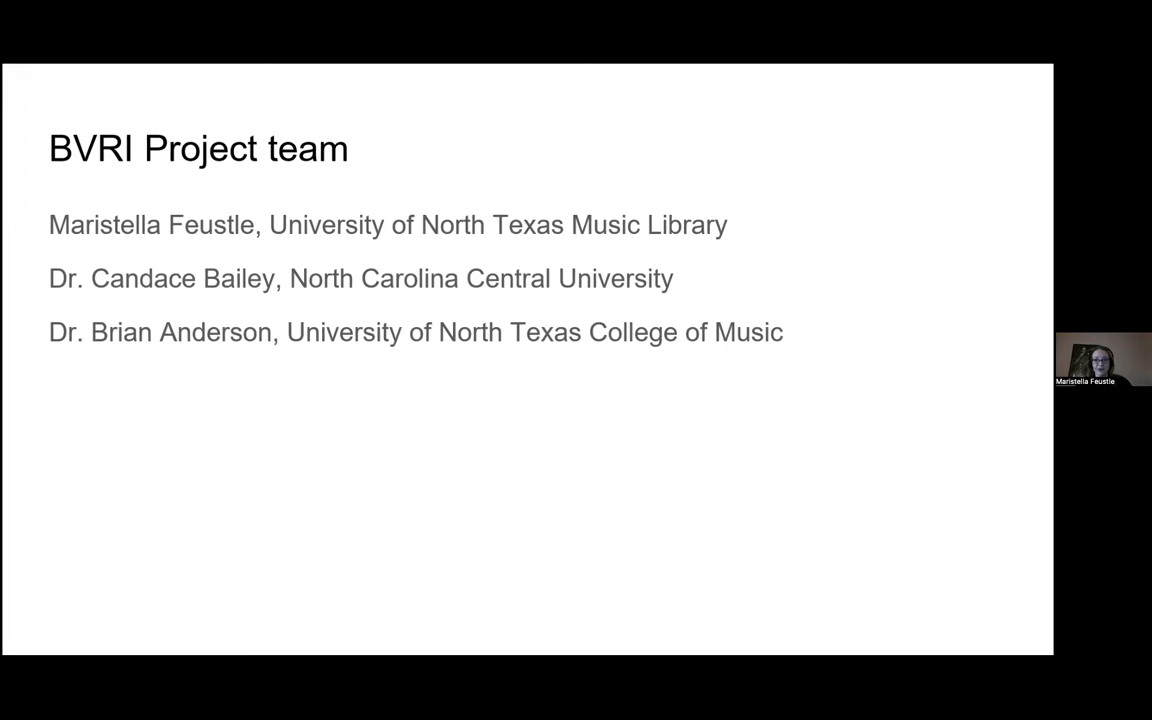 BVRI Project team
Maristella Feustle, University of North Texas Music Library
Dr. Candace Bailey, North Carolina Central University
Dr. Brian Anderson, University of North Texas College of Music
Maristella Feustle